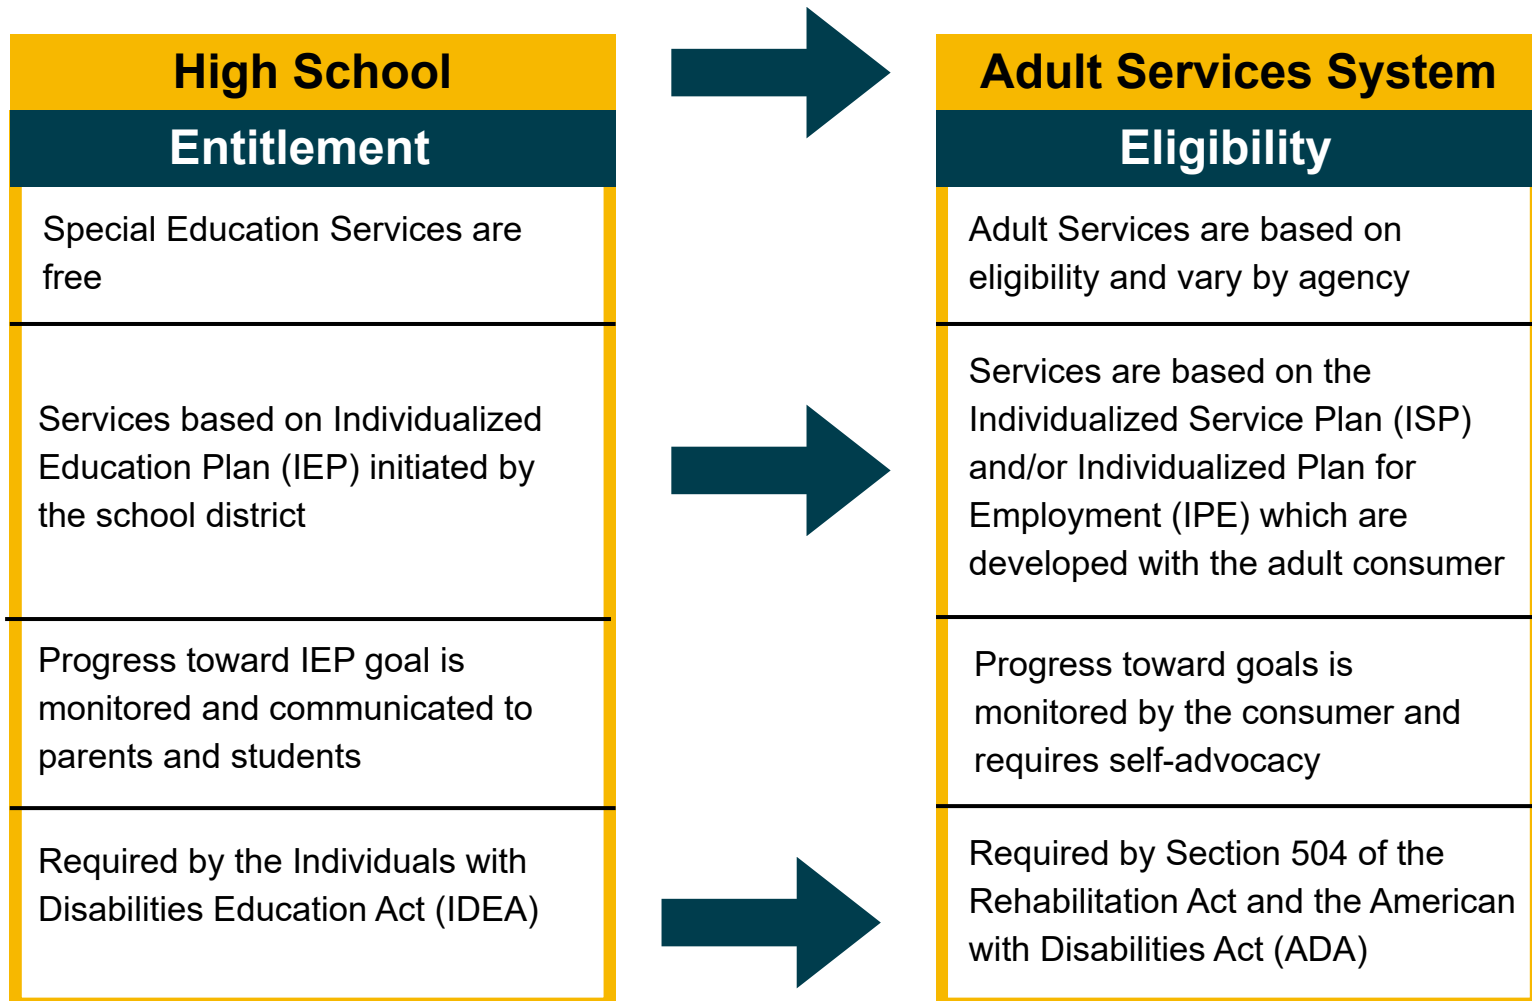 High School
Entitlement
Special Education Services are
free
Services based on Individualized
Education Plan (IEP) initiated by
the school district
Progress toward IEP goal is
monitored and communicated to
parents and students
Required by the Individuals with
Disabilities Education Act (IDEA)
Adult Services System
Eligibility
Adult Services are based on
eligibility and vary by agency
Services are based on the
Individualized Service Plan (ISP)
and/or Individualized Plan for
Employment (IPE) which are
developed with the adult consumer
Progress toward goals is
monitored by the consumer and
requires self-advocacy
Required by Section 504 of the
Rehabilitation Act and the American
with Disabilities Act (ADA)